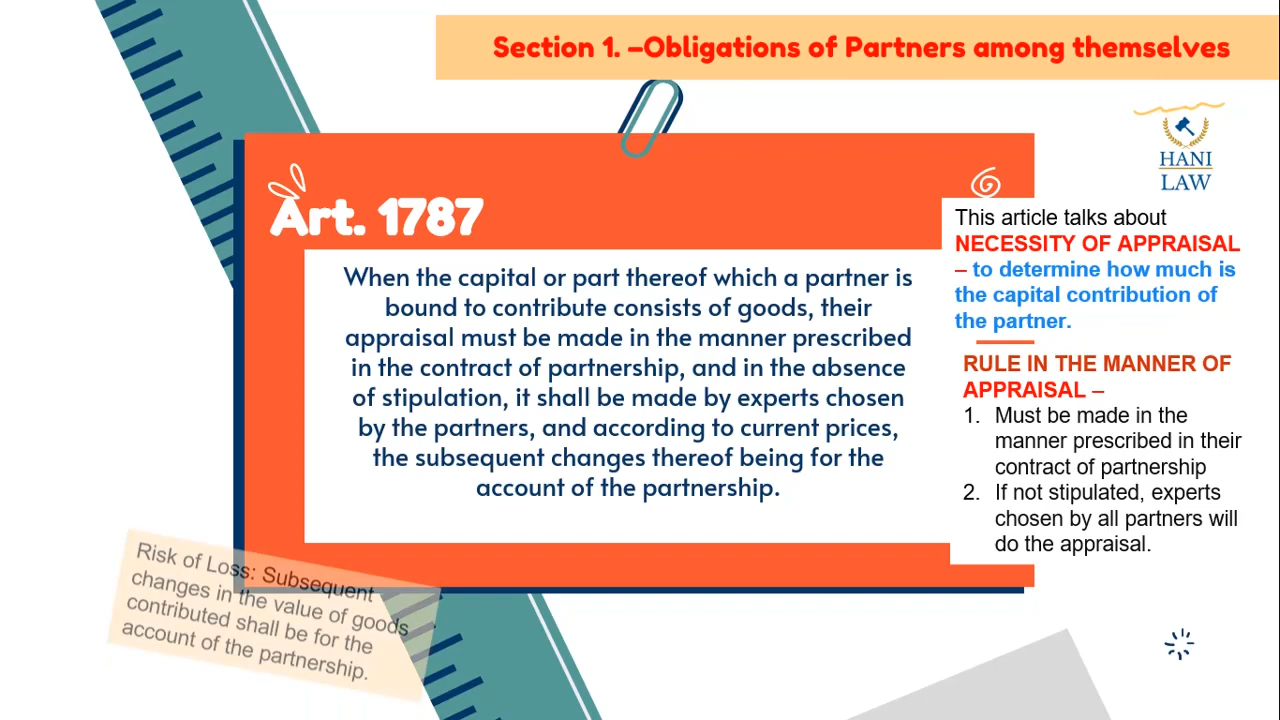 Section 1. –Obligations of Partners among themselves
HANI
LAW
Art. 1787
When the capital or part thereof which a partner is
bound to contribute consists of goods, their
appraisal must be made in the manner prescribed
in the contract of partnership, and in the absence
of stipulation, it shall be made by experts chosen
by the partners, and according to current prices,
the subsequent changes thereof being for the
account of the partnership.
This article talks about
NECESSITY OF APPRAISAL
– to determine how much is
the capital contribution of
the partner.
RULE IN THE MANNER OF
APPRAISAL –
1. Must be made in the
manner prescribed in their
contract of partnership
2. If not stipulated, experts
chosen by all partners will
do the appraisal.
Risk of Loss: Subsequent
changes in the value of goods
contributed shall be for the
account of the partnership.